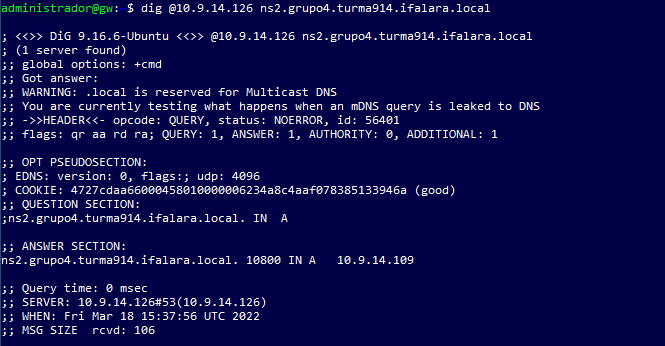 administrador@gw:~$ dig @10.9.14.126 ns2.grupo4.turma914.ifalara.local
; <<>> DiG 9.16.6-Ubuntu <<>> @10.9.14.126 ns2.grupo4.turma914.ifalara.local
; (1 server found)
;; global options: +cmd
;; Got answer:
;; WARNING: .local is reserved for Multicast DNS
;; You are currently testing what happens when an mDNS query is leaked to DNS
;; ->>HEADER<<- opcode: QUERY, status: NOERROR, id: 56401
;; flags: qr aa rd ra; QUERY: 1, ANSWER: 1, AUTHORITY: 0, ADDITIONAL: 1
;; OPT PSEUDOSECTION:
; EDNS: version: 0, flags:; udp: 4096
; COOKIE: 4727cdaa66000458010000006234a8c4aaf078385133946a (good)
;; QUESTION SECTION:
;ns2.grupo4.turma914.ifalara.local. IN A
;; ANSWER SECTION:
ns2.grupo4.turma914.ifalara.local. 10800 IN A 10.9.14.109
;; Query time: 0 msec
;; SERVER: 10.9.14.126#53(10.9.14.126)
;; WHEN: Fri Mar 18 15:37:56 UTC 2022
;; MSG SIZE rcvd: 106